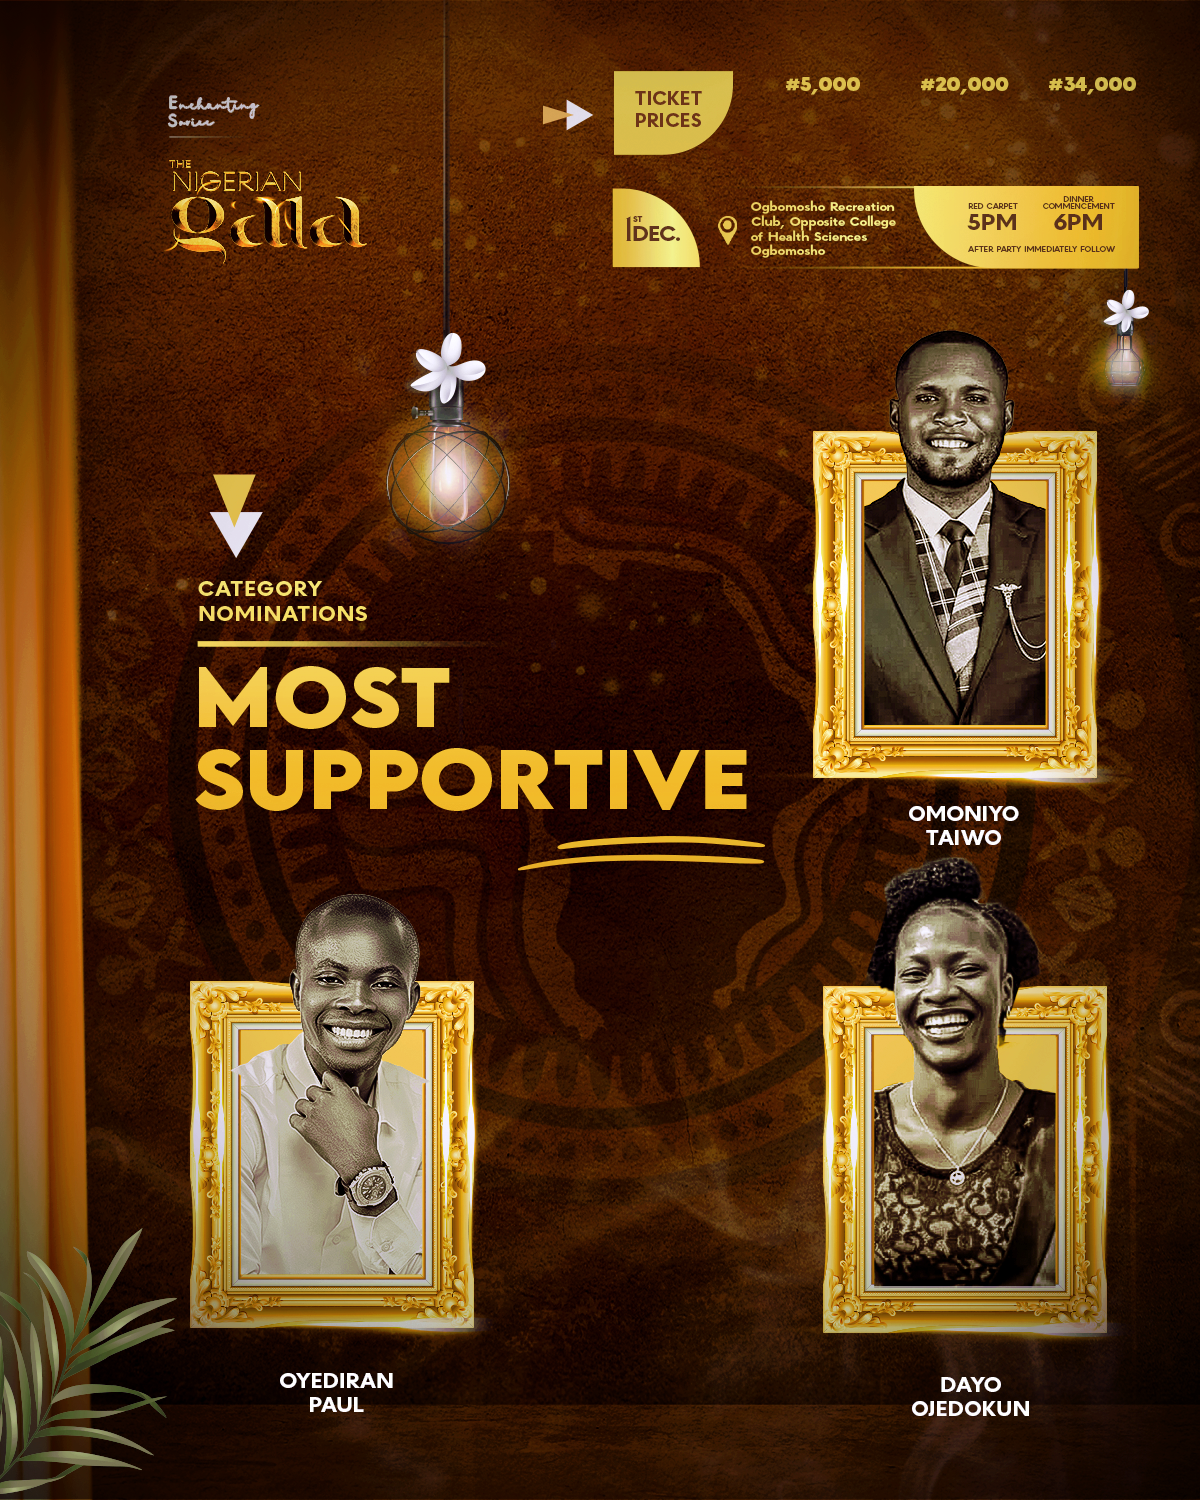 Enchanting
Series
THE
NIGERIAN
gala
TICKET
PRICES
#5,000
#20,000
#34,000
1ST
DEC.
Ogbomosho Recreation
Club, Opposite College
of Health Sciences
Ogbomosho
RED CARPET
5PM
DINNER
COMMENCEMENT
6PM
AFTER PARTY IMMEDIATELY FOLLOW
CATEGORY
NOMINATIONS
MOST
SUPPORTIVE
OMONIYO
TAIWO
OYEDIRAN
PAUL
DAYO
OJEDOKUN